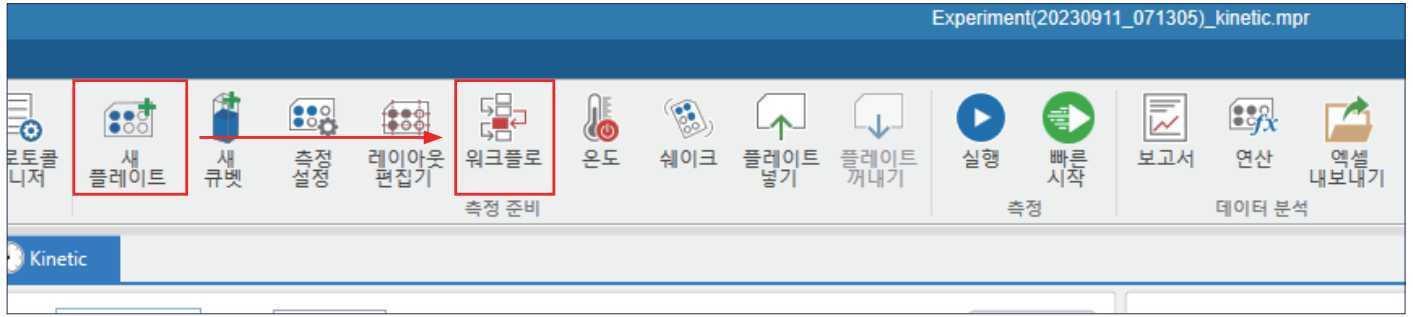 Experiment(20230911_071305)_kinetic.mpr
로토콜
니저
새
플레이트
새
큐벳
측정
설정
레이아웃
편집기
워크플로
온도
쉐이크
플레이트
넣기
플레이트
꺼내기
실행
빠른
시작
보고서
연산
엑셀
내보내기
측정 준비
측정
데이터 분석
Kinetic